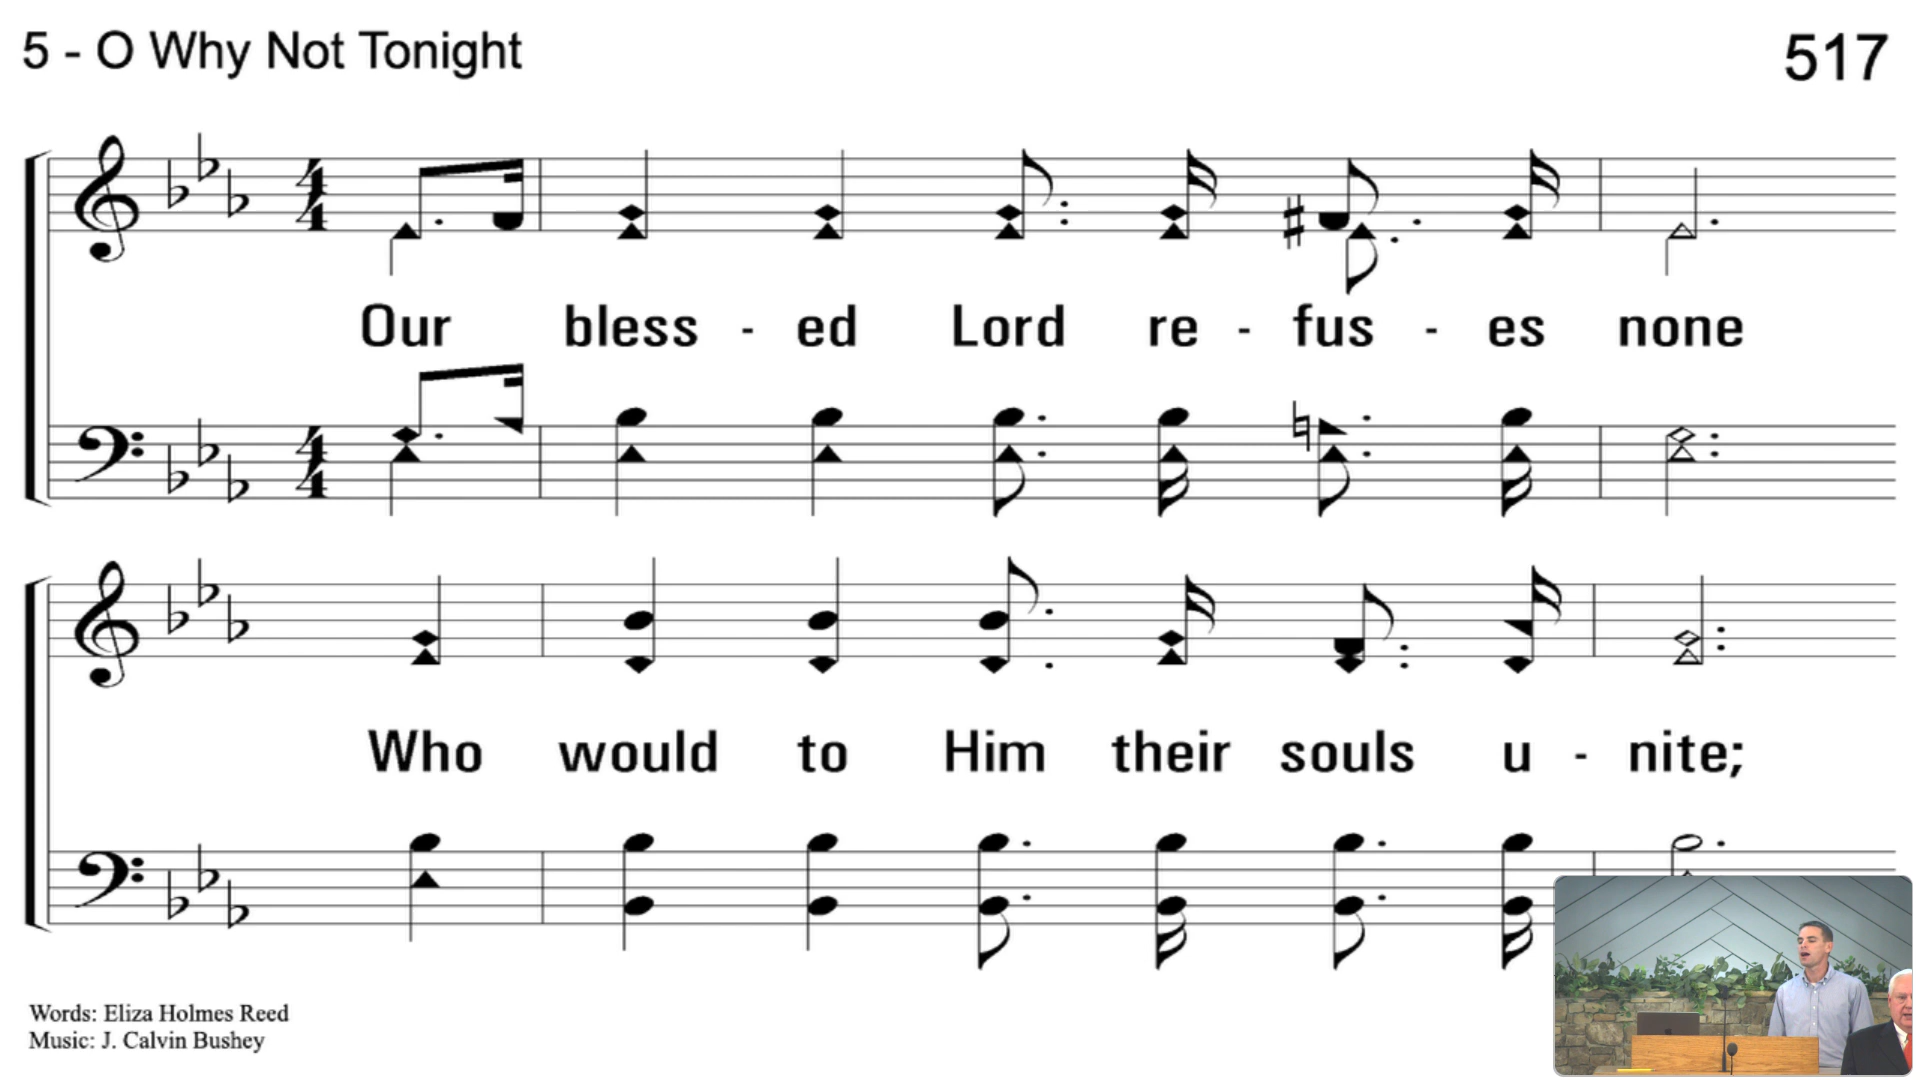 5 - O Why Not Tonight
517
Our bless - ed Lord re - fus - es none
Who would to Him their souls u - nite;
Words: Eliza Holmes Reed
Music: J. Calvin Bushey